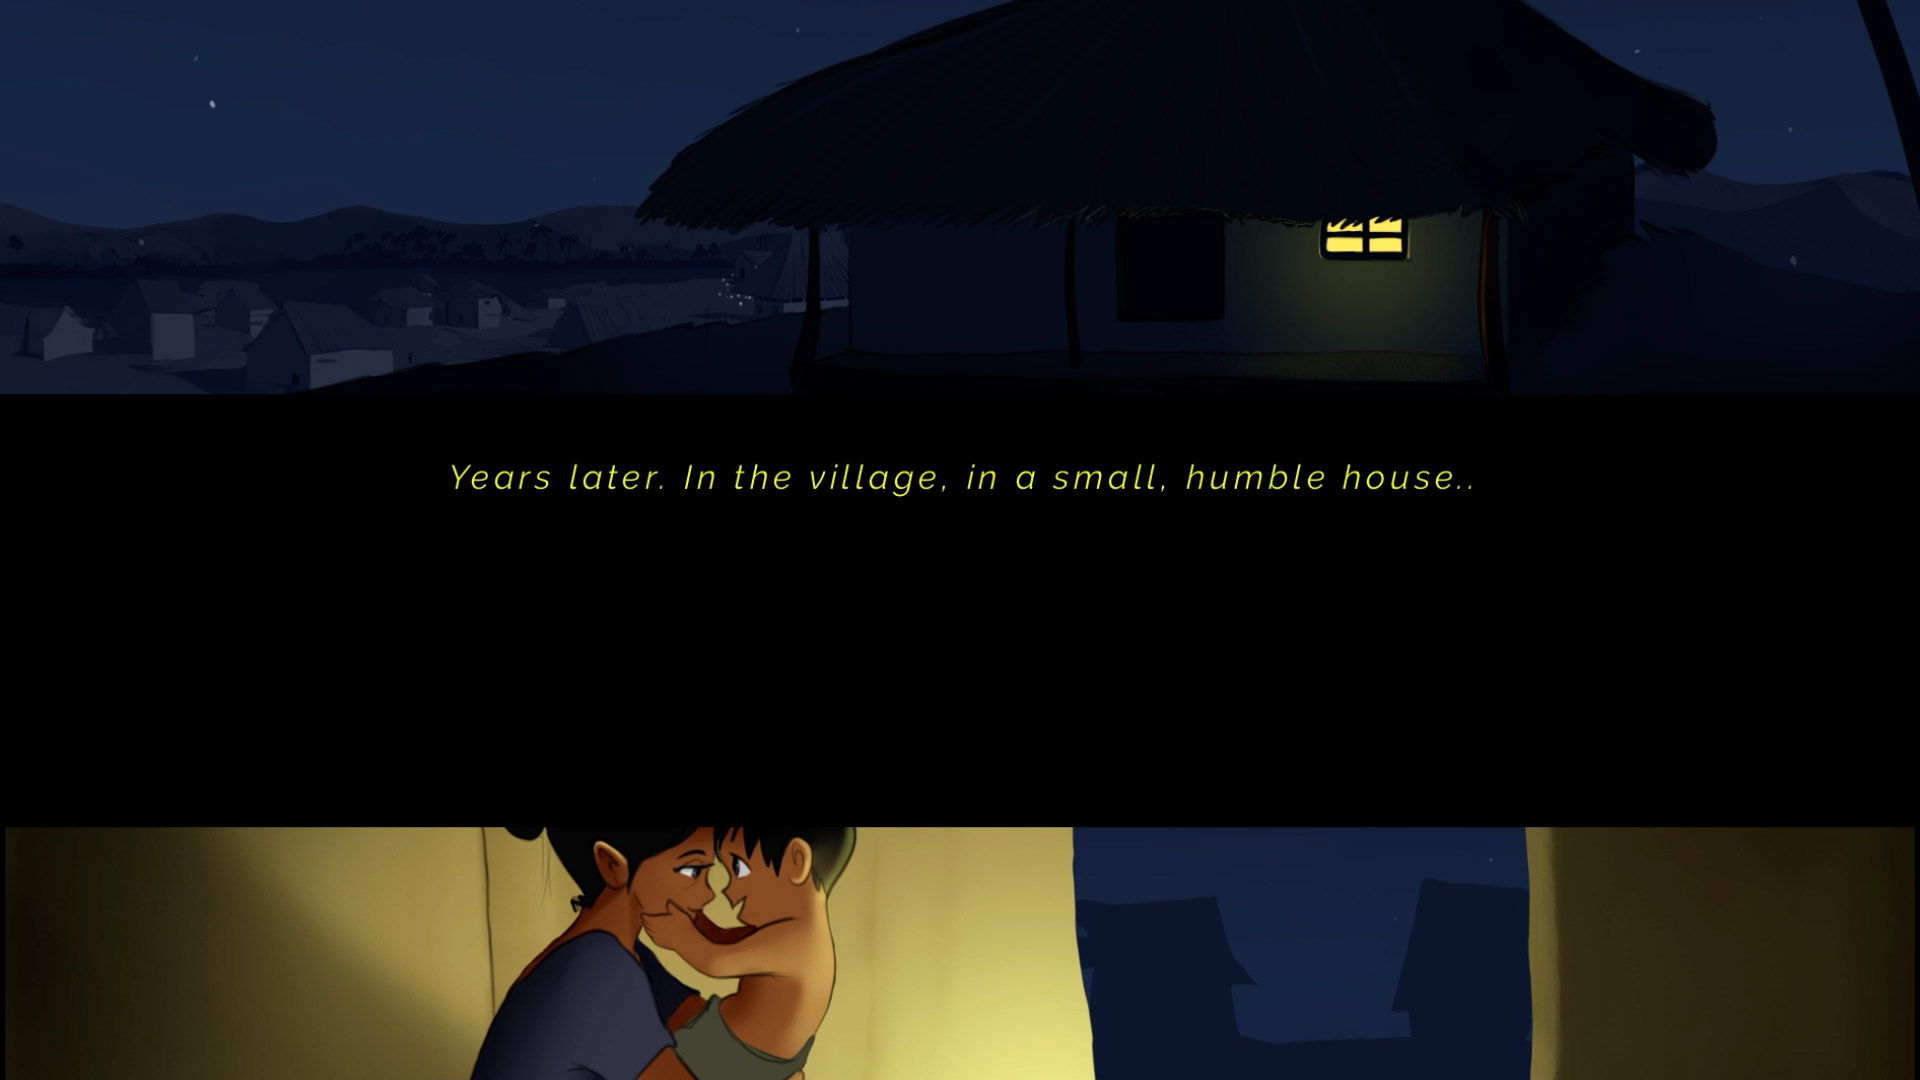 Years later. In the village, in a small, humble house..